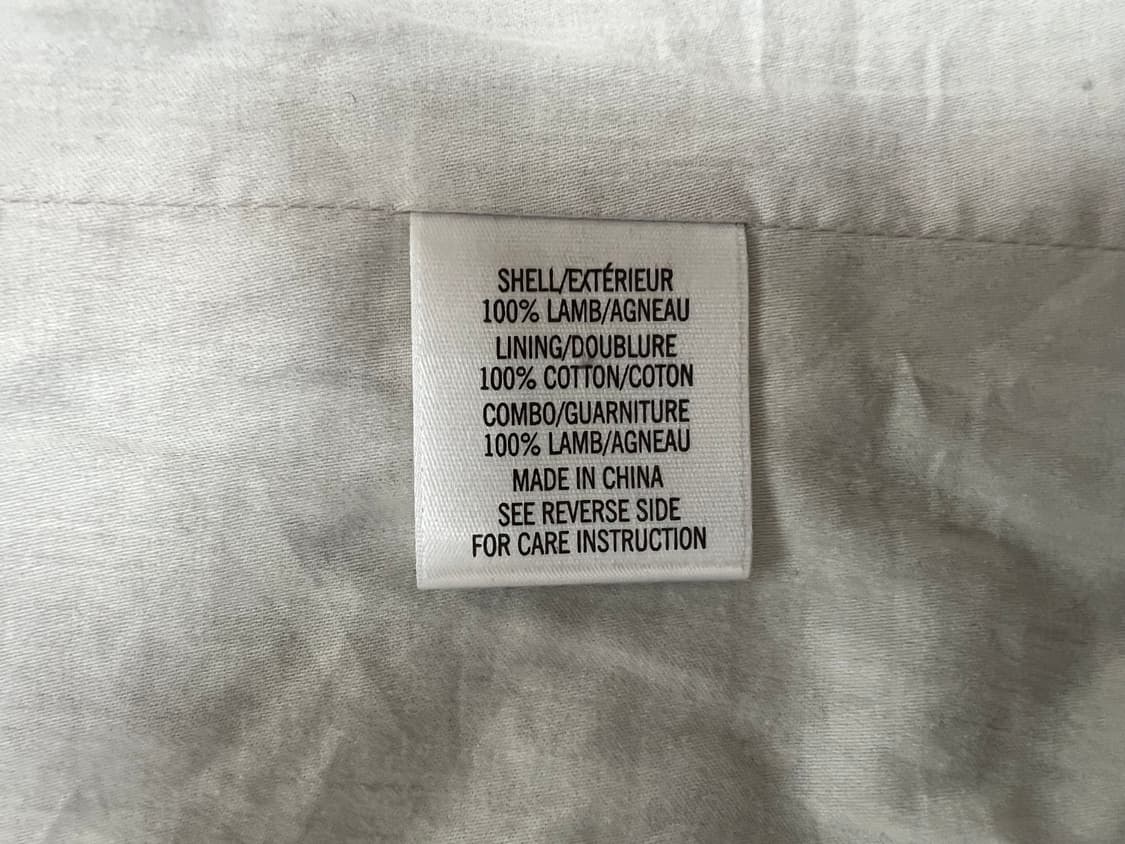 SHELL/EXTÉRIEUR
100% LAMB/AGNEAU
LINING/DOUBLURE
100% COTTON/COTON
COMBO/GUARNITURE
100% LAMB/AGNEAU
MADE IN CHINA
SEE REVERSE SIDE
FOR CARE INSTRUCTION